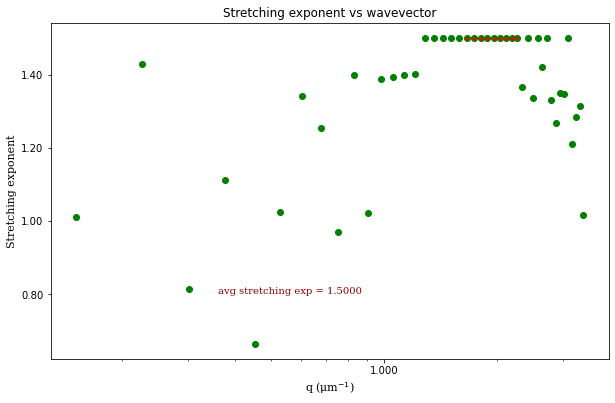 Stretching exponent vs wavevector
Stretching exponent
1.40
1.20
1.00
0.80
avg stretching exp = 1.5000
1.000
q (μm⁻¹)